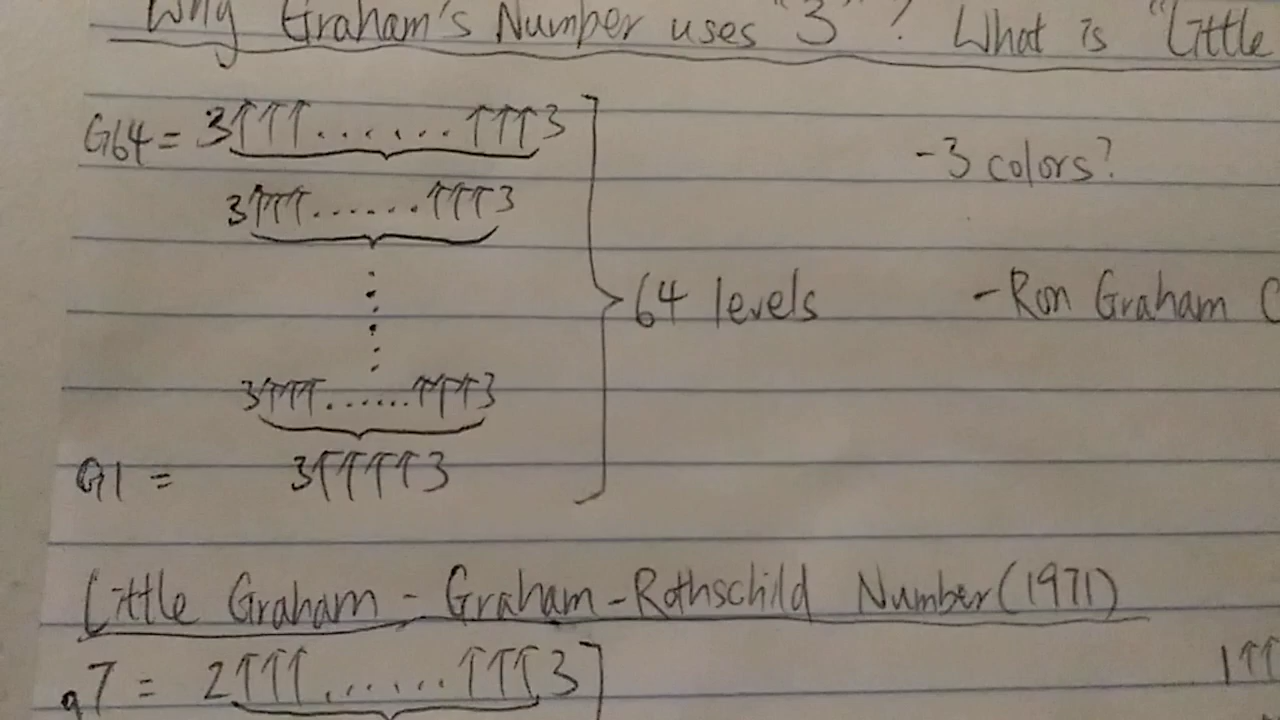 Why Graham's Number uses "3"? What is "Little
G64 = 3↑↑↑.......↑↑↑3
- 3 colors?
3↑↑↑.......↑↑↑3
64 levels
- Ron Graham
3↑↑↑.......↑↑↑3
G1 = 3↑↑↑↑3
Little Graham - Graham-Rothschild Number (1971)
g7 = 2↑↑↑.......↑↑↑3
1↑↑